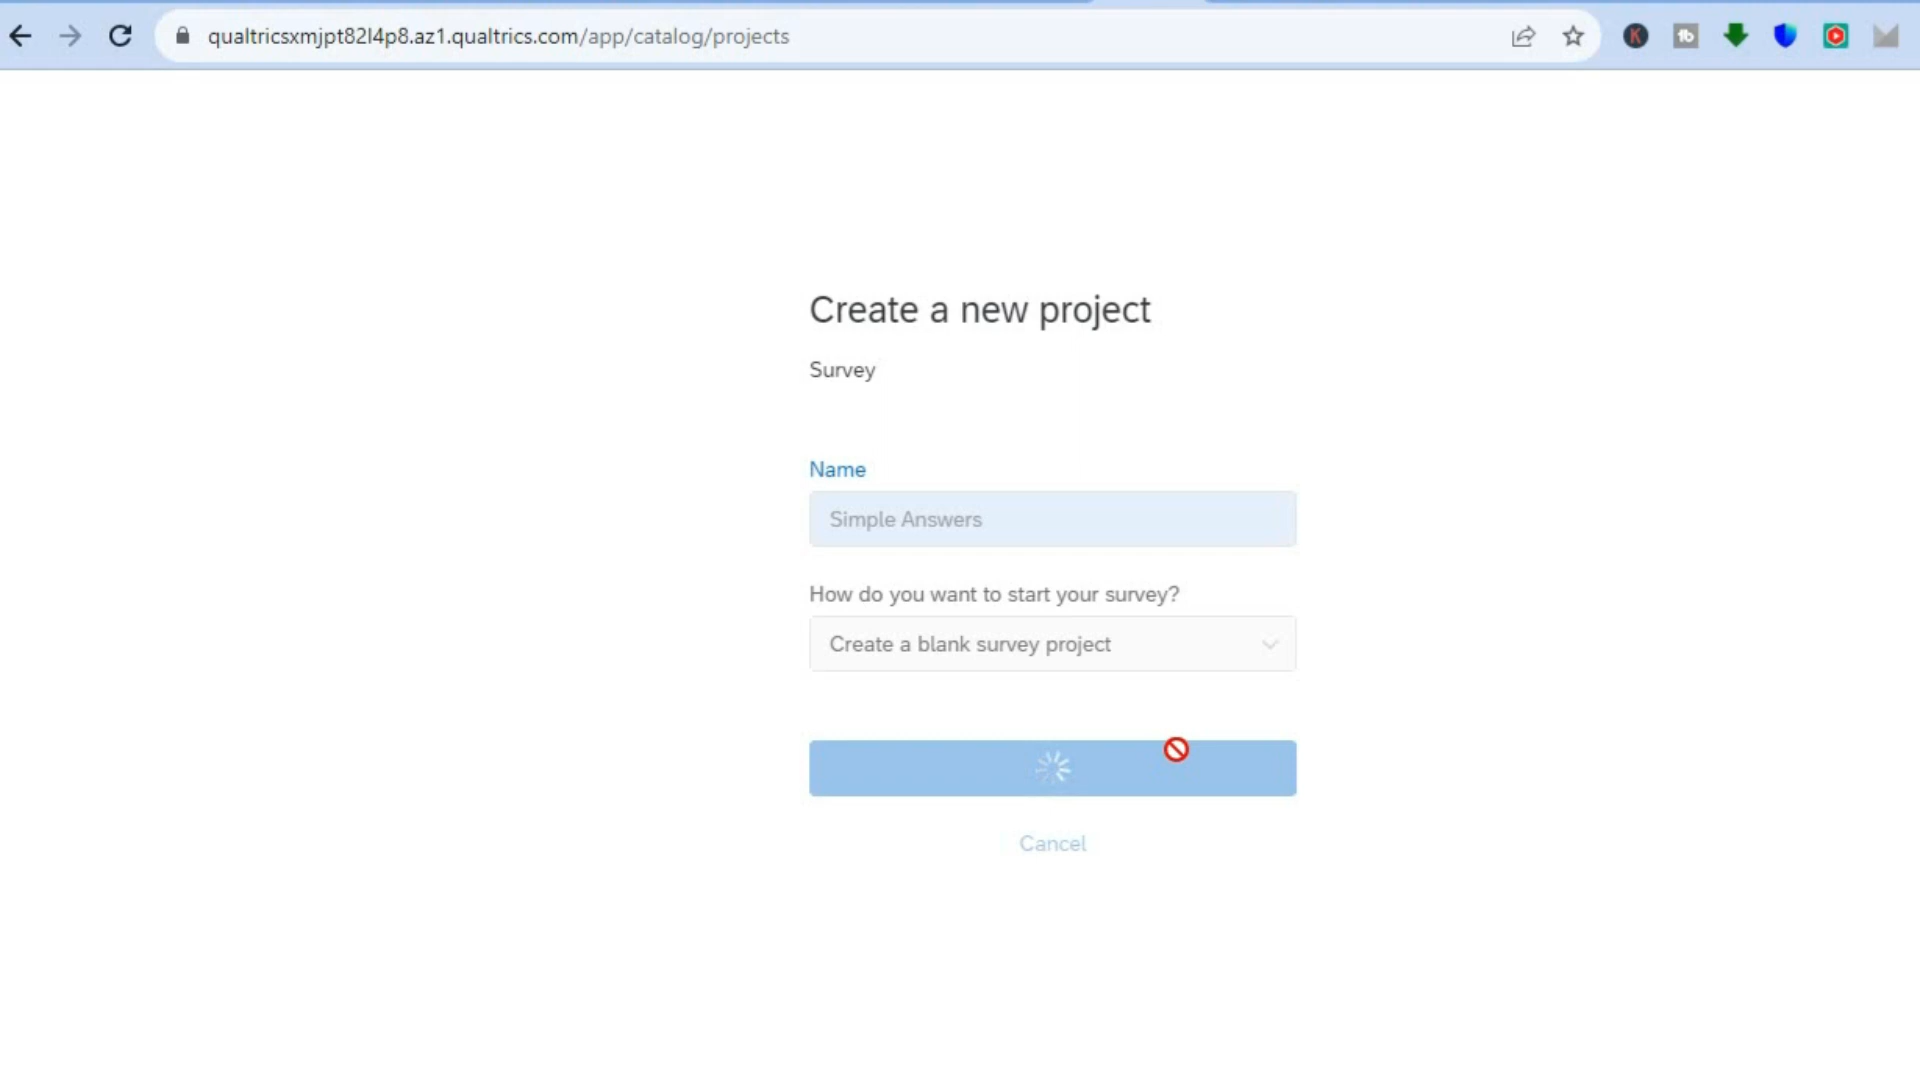 qualtricsxmjpt82l4p8.az1.qualtrics.com/app/catalog/projects
K
tb
Create a new project
Survey
Name
Simple Answers
How do you want to start your survey?
Create a blank survey project
Cancel